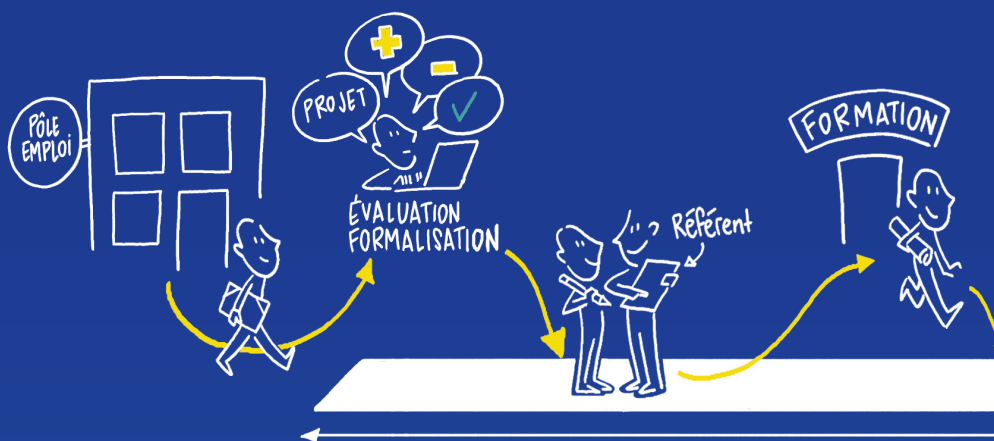 PÔLE
EMPLOI
PROJET
ÉVALUATION
FORMALISATION
Référent
FORMATION